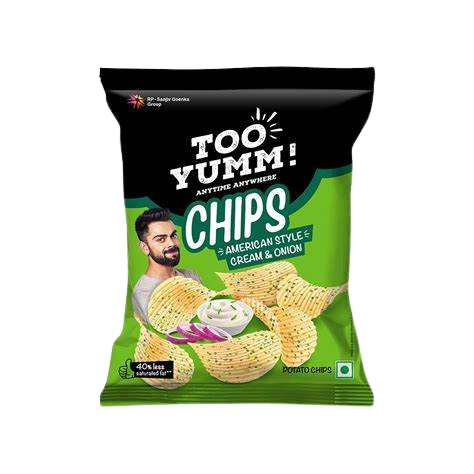 RP-Sanjiv Goenka
Group
TOO
YUMM!
ANYTIME ANYWHERE
CHIPS
AMERICAN STYLE
CREAM & ONION
40% less
saturated fat**
POTATO CHIPS